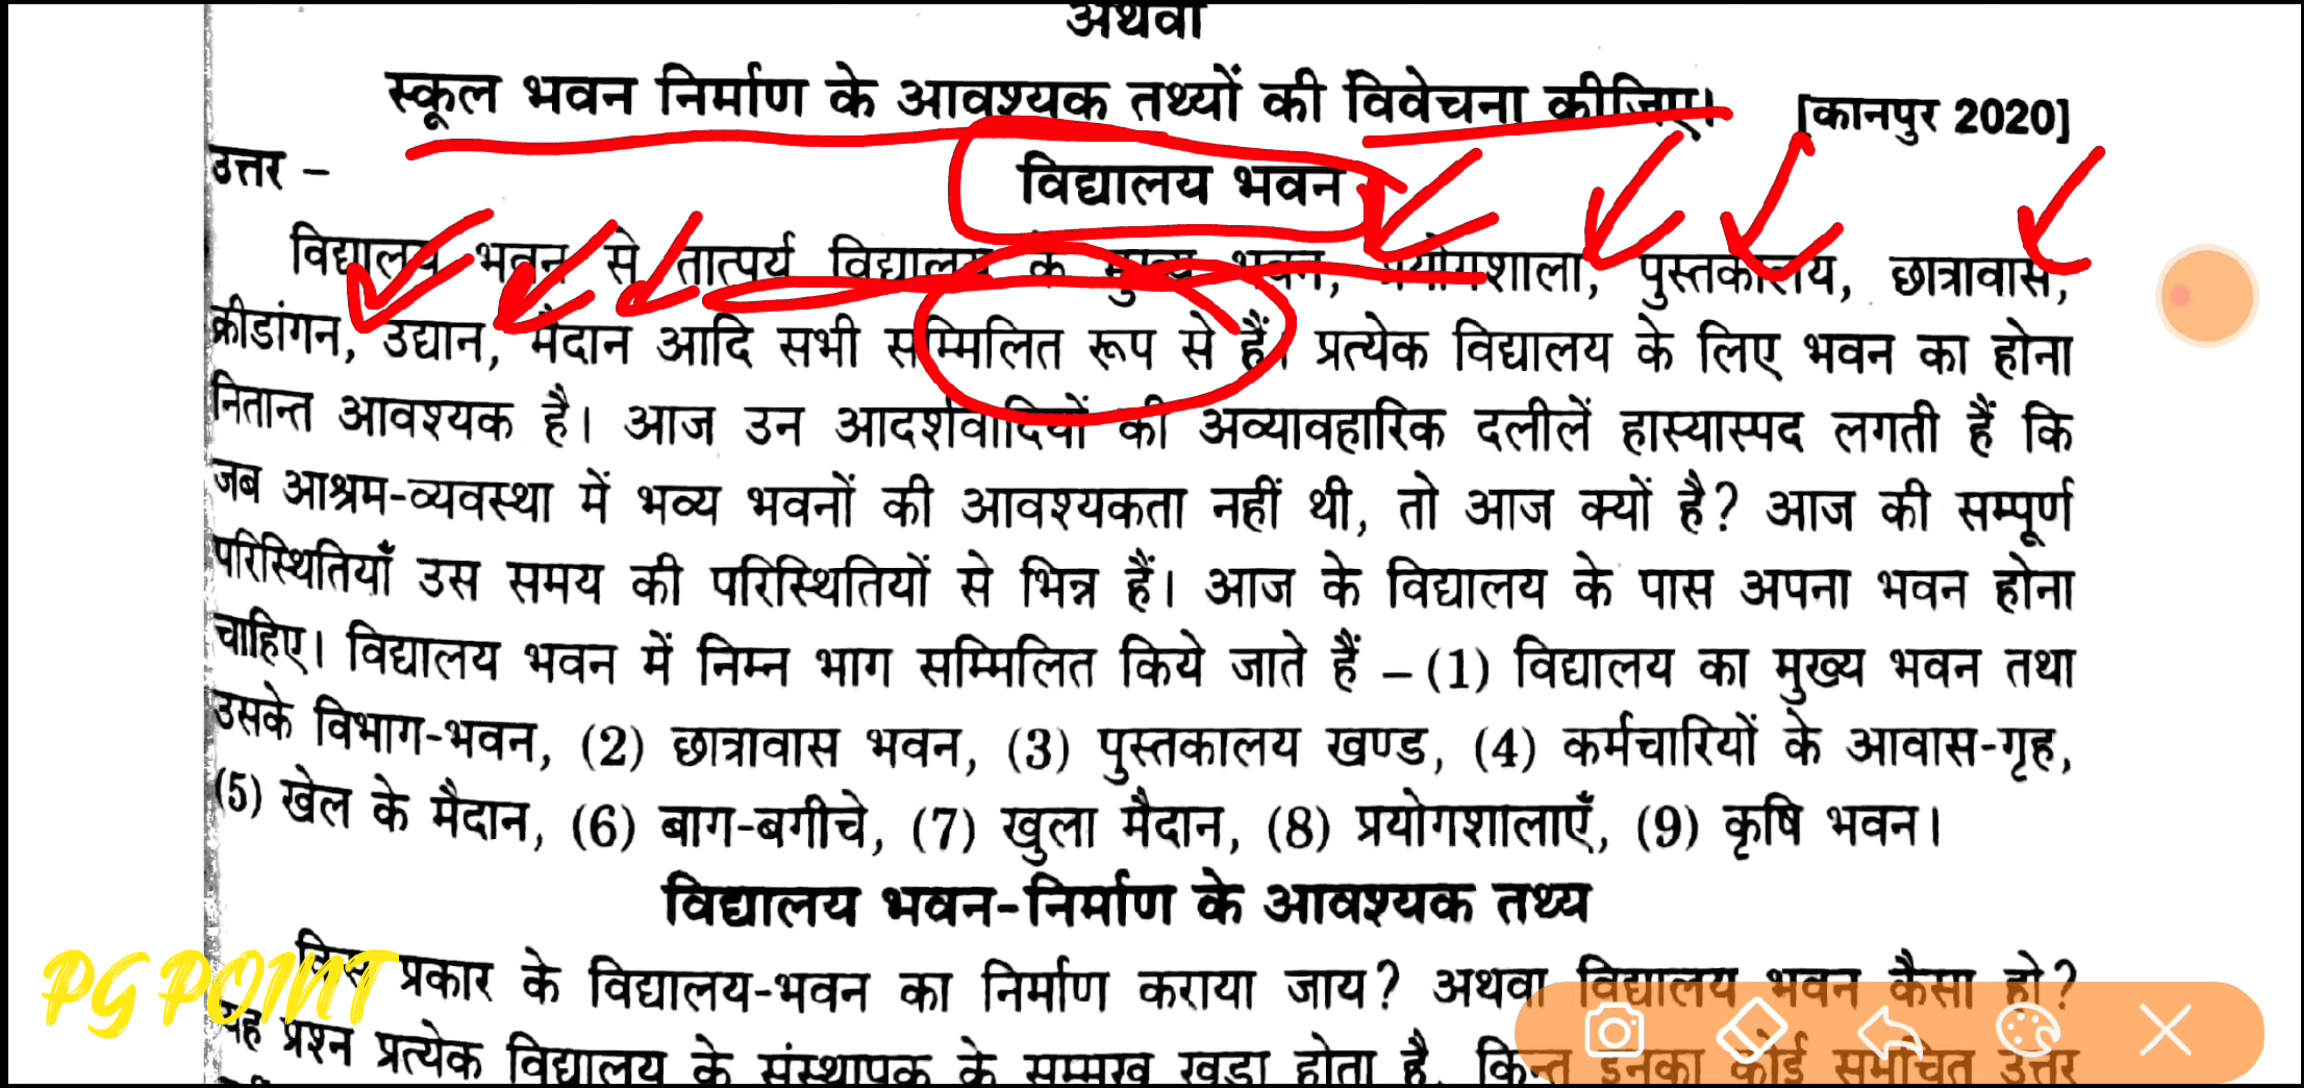 अथवा
स्कूल भवन निर्माण के आवश्यक तथ्यों की विवेचना कीजिए। [कानपुर 2020]
उत्तर –
विद्यालय भवन
विद्यालय भवन से तात्पर्य विद्यालय के मुख्य भवन, प्रयोगशाला, पुस्तकालय, छात्रावास,
क्रीडांगन, उद्यान, मैदान आदि सभी सम्मिलित रूप से हैं। प्रत्येक विद्यालय के लिए भवन का होना
नितान्त आवश्यक है। आज उन आदर्शवादियों की अव्यावहारिक दलीलें हास्यास्पद लगती हैं कि
जब आश्रम-व्यवस्था में भव्य भवनों की आवश्यकता नहीं थी, तो आज क्यों है? आज की सम्पूर्ण
परिस्थितियाँ उस समय की परिस्थितियों से भिन्न हैं। आज के विद्यालय के पास अपना भवन होना
चाहिए। विद्यालय भवन में निम्न भाग सम्मिलित किये जाते हैं – (1) विद्यालय का मुख्य भवन तथा
उसके विभाग-भवन, (2) छात्रावास भवन, (3) पुस्तकालय खण्ड, (4) कर्मचारियों के आवास-गृह,
(5) खेल के मैदान, (6) बाग-बगीचे, (7) खुला मैदान, (8) प्रयोगशालाएँ, (9) कृषि भवन।
विद्यालय भवन-निर्माण के आवश्यक तथ्य
किस प्रकार के विद्यालय-भवन का निर्माण कराया जाय? अथवा विद्यालय भवन कैसा हो?
PG POINT
यह प्रश्न प्रत्येक विद्यालय के संस्थापक के सम्मुख खड़ा होता है, किन्तु इनका कोई समुचित उत्तर